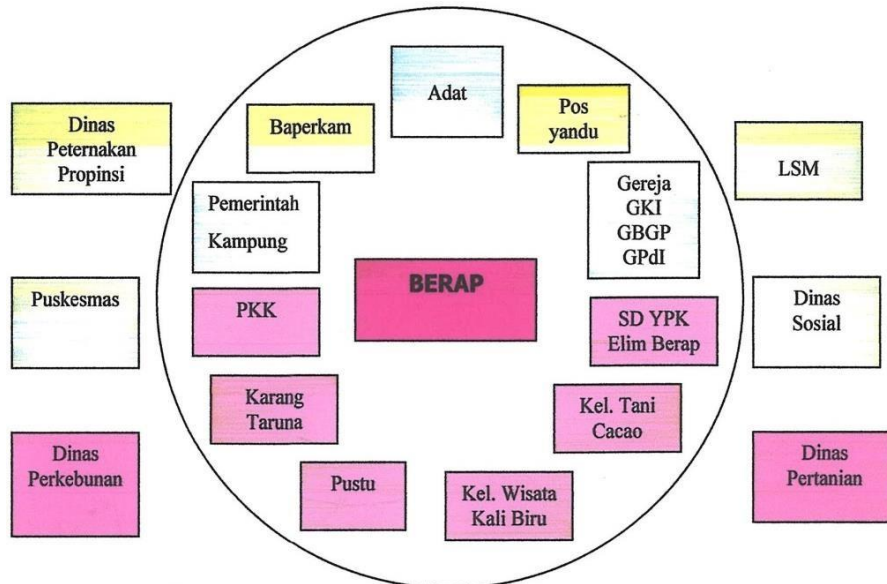 Adat
Pos
yandu
Baperkam
Dinas
Peternakan
Propinsi
LSM
Gereja
GKI
GBGP
GPdI
Pemerintah
Kampung
BERAP
Puskesmas
PKK
SD YPK
Elim Berap
Dinas
Sosial
Karang
Taruna
Kel. Tani
Cacao
Dinas
Perkebunan
Pustu
Kel. Wisata
Kali Biru
Dinas
Pertanian